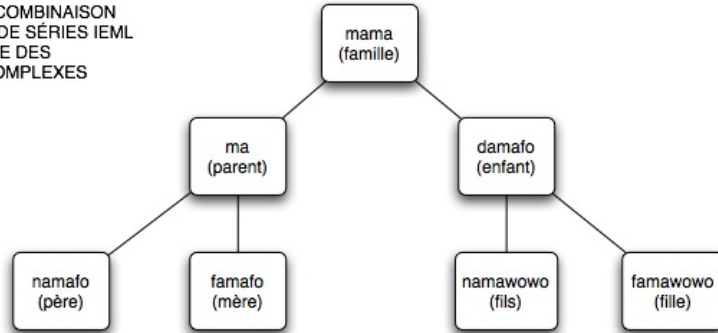 COMBINAISON
DE SÉRIES IEML
E DES
OMPLEXES
mama
(famille)
ma
(parent)
damafo
(enfant)
namafo
(père)
famafo
(mère)
namawowo
(fils)
famawowo
(fille)